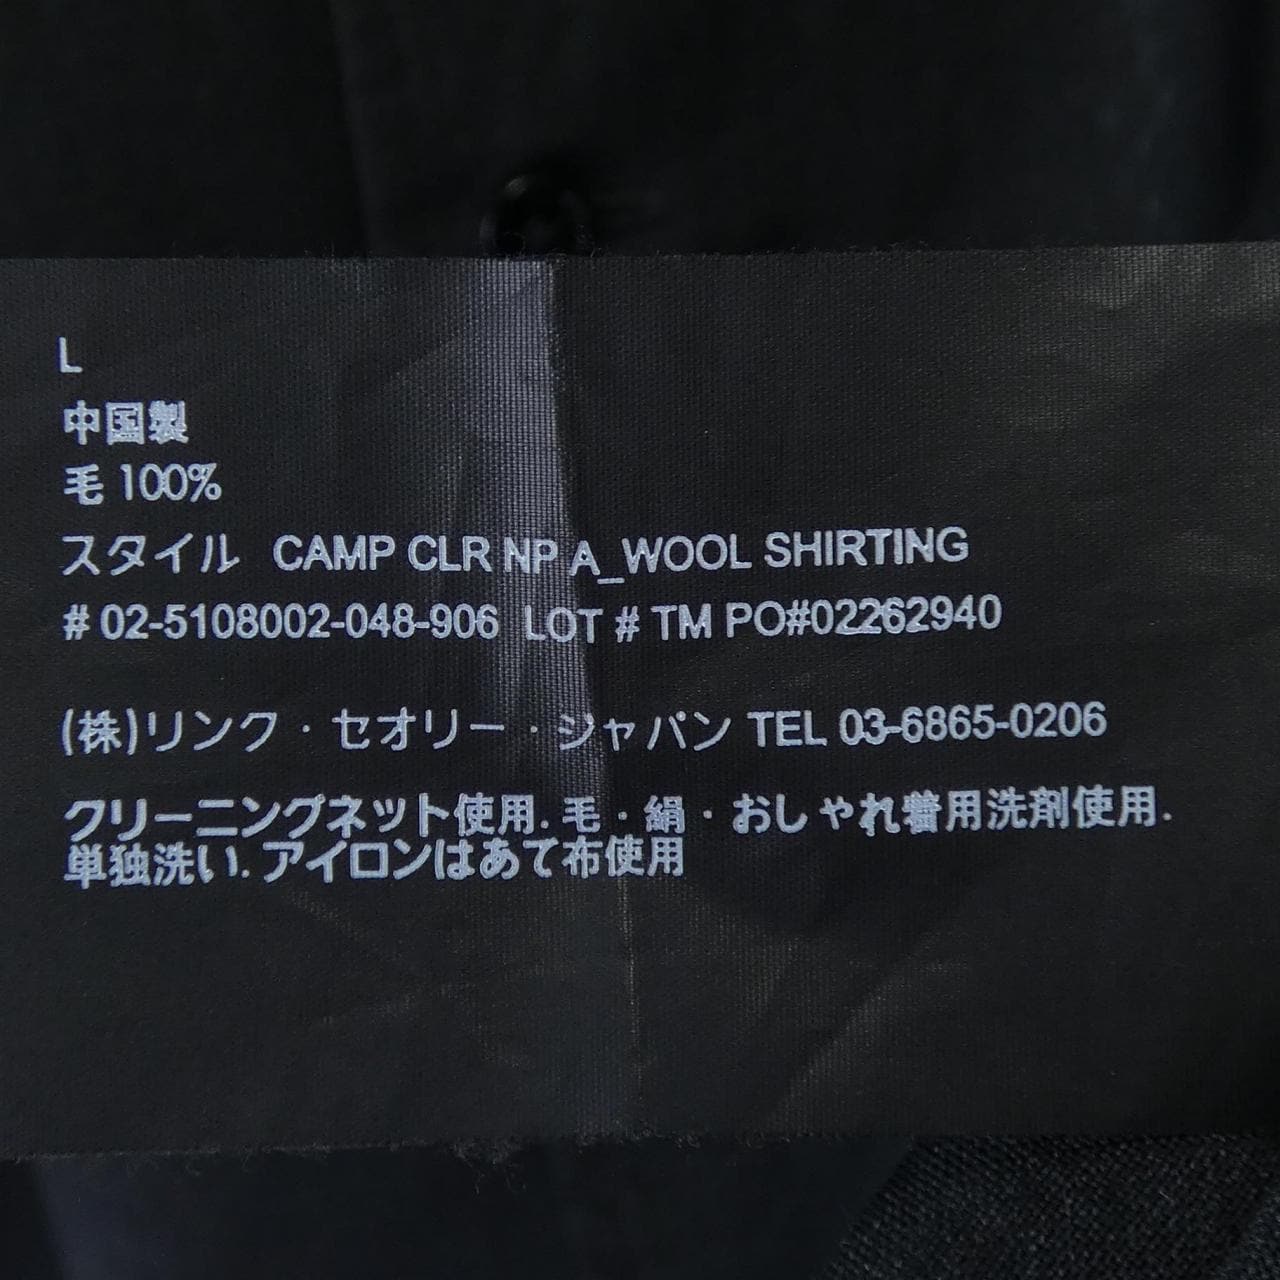 L
中国製
毛 100%
スタイル CAMP CLR NP A_WOOL SHIRTING
# 02-5108002-048-906 LOT # TM PO#02262940
(株)リンク・セオリー・ジャパン TEL 03-6865-0206
クリーニングネット使用. 毛・絹・おしゃれ着用洗剤使用.
単独洗い. アイロンはあて布使用